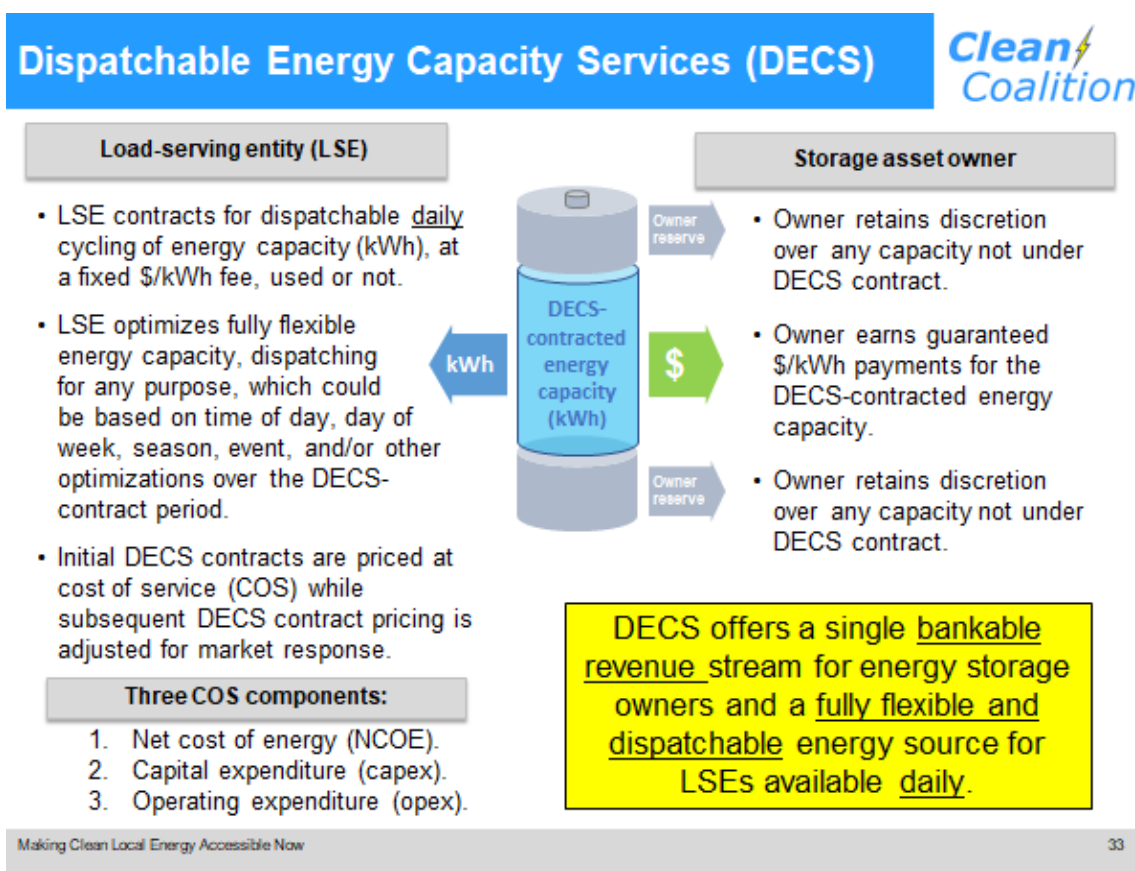 Dispatchable Energy Capacity Services (DECS)
Clean
Coalition
Load-serving entity (LSE)
• LSE contracts for dispatchable daily
cycling of energy capacity (kWh), at
a fixed $/kWh fee, used or not.
• LSE optimizes fully flexible
energy capacity, dispatching
for any purpose, which could
be based on time of day, day of
week, season, event, and/or other
optimizations over the DECS-
contract period.
• Initial DECS contracts are priced at
cost of service (COS) while
subsequent DECS contract pricing is
adjusted for market response.
Three COS components:
1. Net cost of energy (NCOE).
2. Capital expenditure (capex).
3. Operating expenditure (opex).
kWh
DECS-
contracted
energy
capacity
(kWh)
Owner
reserve
$
Owner
reserve
Storage asset owner
• Owner retains discretion
over any capacity not under
DECS contract.
• Owner earns guaranteed
$/kWh payments for the
DECS-contracted energy
capacity.
• Owner retains discretion
over any capacity not under
DECS contract.
DECS offers a single bankable
revenue stream for energy storage
owners and a fully flexible and
dispatchable energy source for
LSEs available daily.
Making Clean Local Energy Accessible Now
33